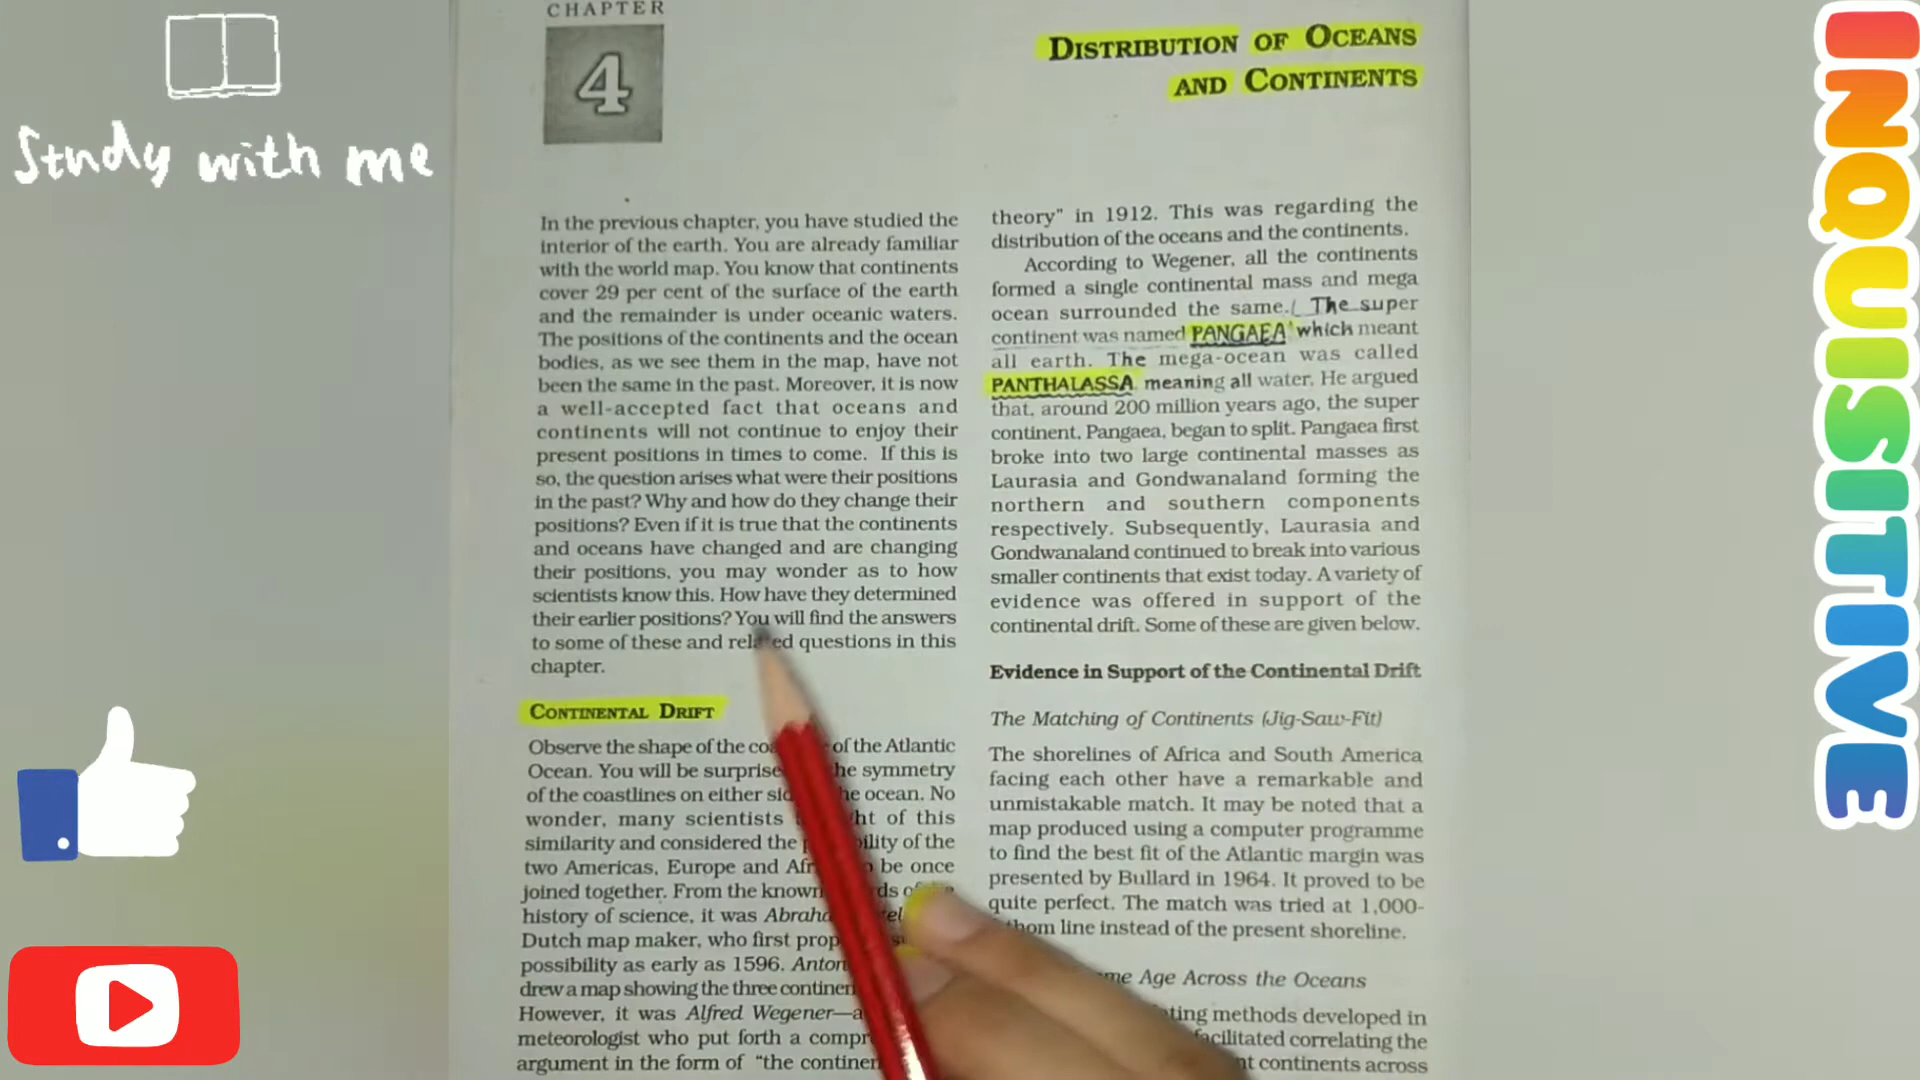 Study with me
CHAPTER
4
DISTRIBUTION OF OCEANS
AND CONTINENTS
In the previous chapter, you have studied the
interior of the earth. You are already familiar
with the world map. You know that continents
cover 29 per cent of the surface of the earth
and the remainder is under oceanic waters.
The positions of the continents and the ocean
bodies, as we see them in the map, have not
been the same in the past. Moreover, it is now
a well-accepted fact that oceans and
continents will not continue to enjoy their
present positions in times to come. If this is
so, the question arises what were their positions
in the past? Why and how do they change their
positions? Even if it is true that the continents
and oceans have changed and are changing
their positions, you may wonder as to how
scientists know this. How have they determined
their earlier positions? You will find the answers
to some of these and related questions in this
chapter.
CONTINENTAL DRIFT
Observe the shape of the of the Atlantic
Ocean. You will be symmetry
of the coastlines on either ocean. No
wonder, many scientists of this
similarity and considered the of the
two Americas, Europe and be once
joined together. From the known
history of science, it was
Dutch map maker, who first
possibility as early as 1596.
drew a map showing the three
However, it was Alfred Wegener—
meteorologist who put forth a
argument in the form of "the
theory" in 1912. This was regarding the
distribution of the oceans and the continents.
According to Wegener, all the continents
formed a single continental mass and mega
ocean surrounded the same. The super
continent was named PANGAEA which meant
all earth. The mega-ocean was called
PANTHALASSA, meaning all water. He argued
that, around 200 million years ago, the super
continent, Pangaea, began to split. Pangaea first
broke into two large continental masses as
Laurasia and Gondwanaland forming the
northern and southern components
respectively. Subsequently, Laurasia and
Gondwanaland continued to break into various
smaller continents that exist today. A variety of
evidence was offered in support of the
continental drift. Some of these are given below.
Evidence in Support of the Continental Drift
The Matching of Continents (Jig-Saw-Fit)
The shorelines of Africa and South America
facing each other have a remarkable and
unmistakable match. It may be noted that a
map produced using a computer programme
to find the best fit of the Atlantic margin was
presented by Bullard in 1964. It proved to be
quite perfect. The match was tried at 1,000-
line instead of the present shoreline.
Age Across the Oceans
methods developed in
correlating the
continents across
INQUISITIVE